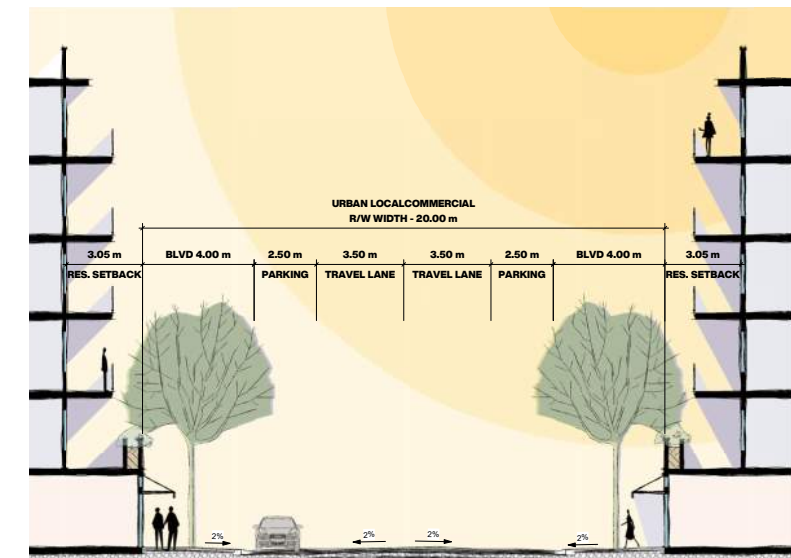 URBAN LOCALCOMMERCIAL
R/W WIDTH - 20.00 m
3.05 m BLVD 4.00 m 2.50 m 3.50 m 3.50 m 2.50 m BLVD 4.00 m 3.05 m
RES. SETBACK PARKING TRAVEL LANE TRAVEL LANE PARKING RES. SETBACK
2% 2% 2% 2%